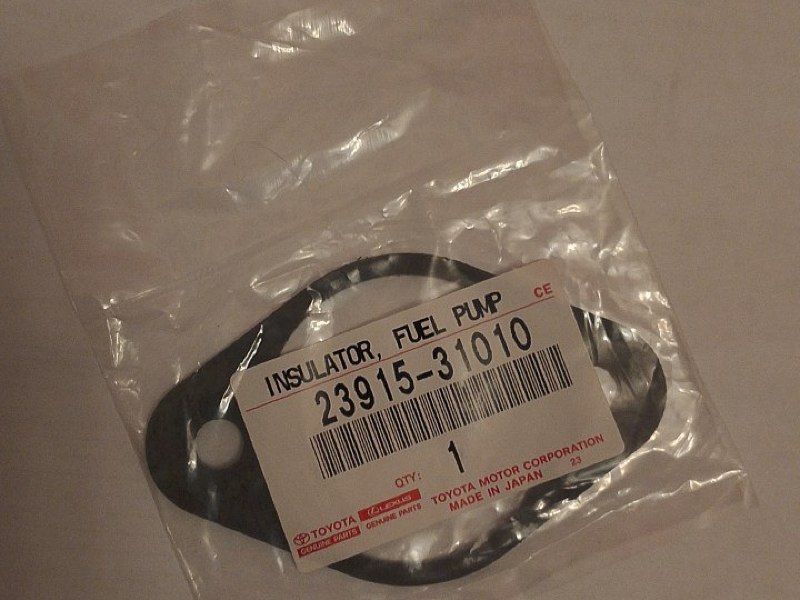 CE
INSULATOR, FUEL PUMP
23915-31010
QTY: 1
TOYOTA MOTOR CORPORATION
MADE IN JAPAN 23
TOYOTA
GENUINE PARTS
LEXUS
GENUINE PARTS